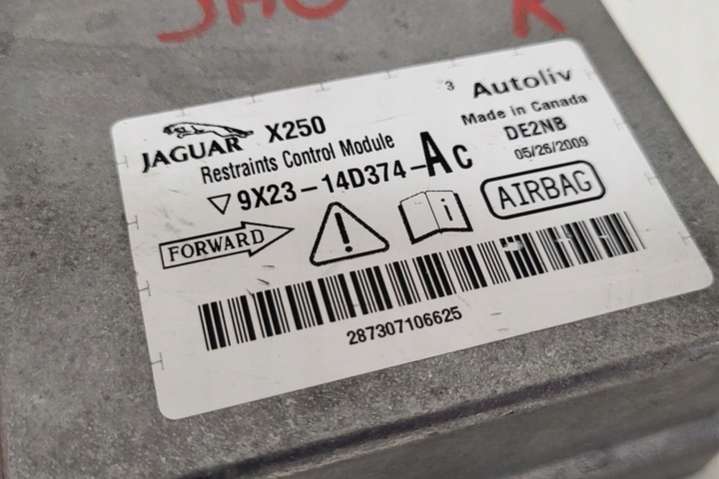 3 Autoliv
JAGUAR X250
Made in Canada
Restraints Control Module
DE2NB
9X23-14D374-Ac
05/26/2009
FORWARD
!
i
AIRBAG
287307106625